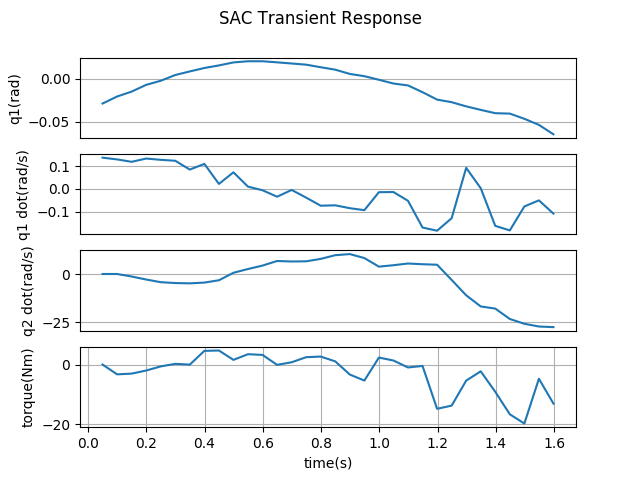 SAC Transient Response
q1(rad)
0.00
−0.05
q1 dot(rad/s)
0.1
0.0
−0.1
q2 dot(rad/s)
0
−25
torque(Nm)
0
−20
0.0 0.2 0.4 0.6 0.8 1.0 1.2 1.4 1.6
time(s)